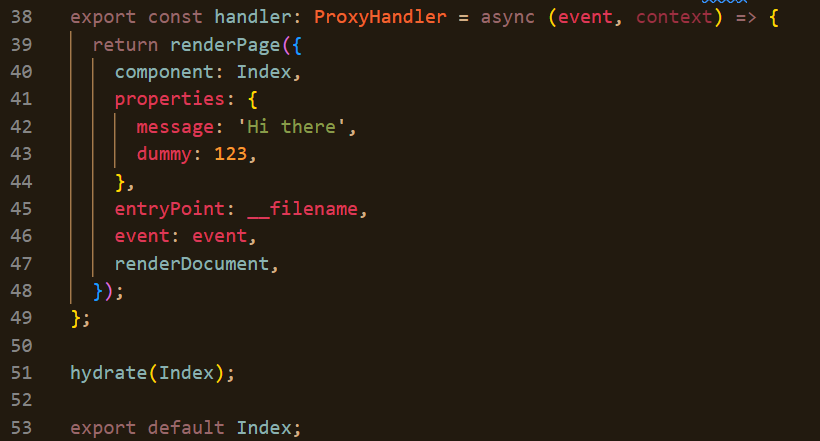 38 export const handler: ProxyHandler = async (event, context) => {
39 return renderPage({
40 component: Index,
41 properties: {
42 message: 'Hi there',
43 dummy: 123,
44 },
45 entryPoint: __filename,
46 event: event,
47 renderDocument,
48 });
49 };
50
51 hydrate(Index);
52
53 export default Index;